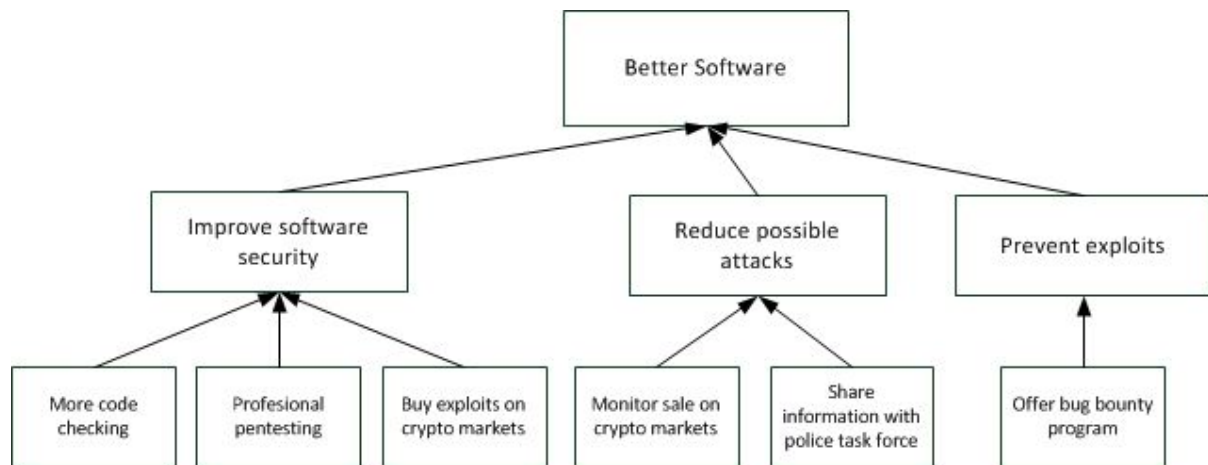 Better Software
Improve software
security
Reduce possible
attacks
Prevent exploits
More code
checking
Profesional
pentesting
Buy exploits on
crypto markets
Monitor sale on
crypto markets
Share
information with
police task force
Offer bug bounty
program